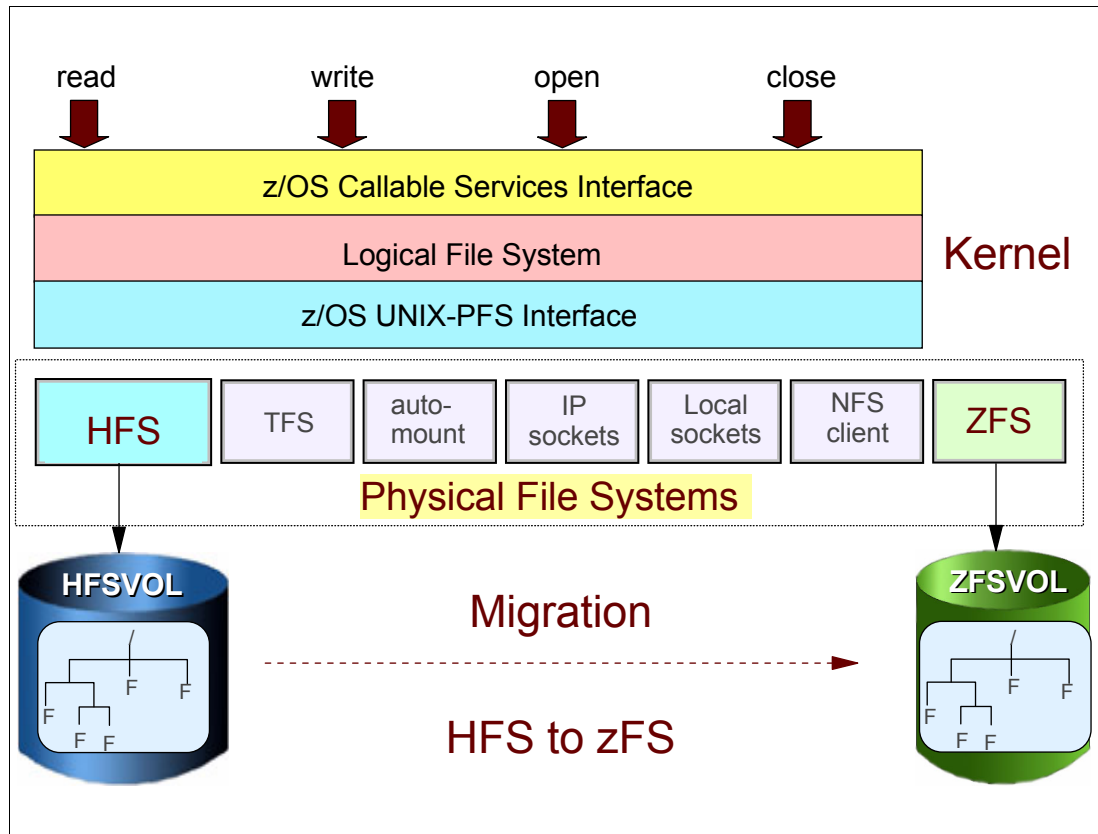 read write open close
z/OS Callable Services Interface
Logical File System
Kernel
z/OS UNIX-PFS Interface
HFS
TFS
auto-
mount
IP
sockets
Local
sockets
NFS
client
ZFS
Physical File Systems
HFSVOL
ZFSVOL
/
F
F
F
F F
Migration
HFS to zFS
/
F
F
F
F F